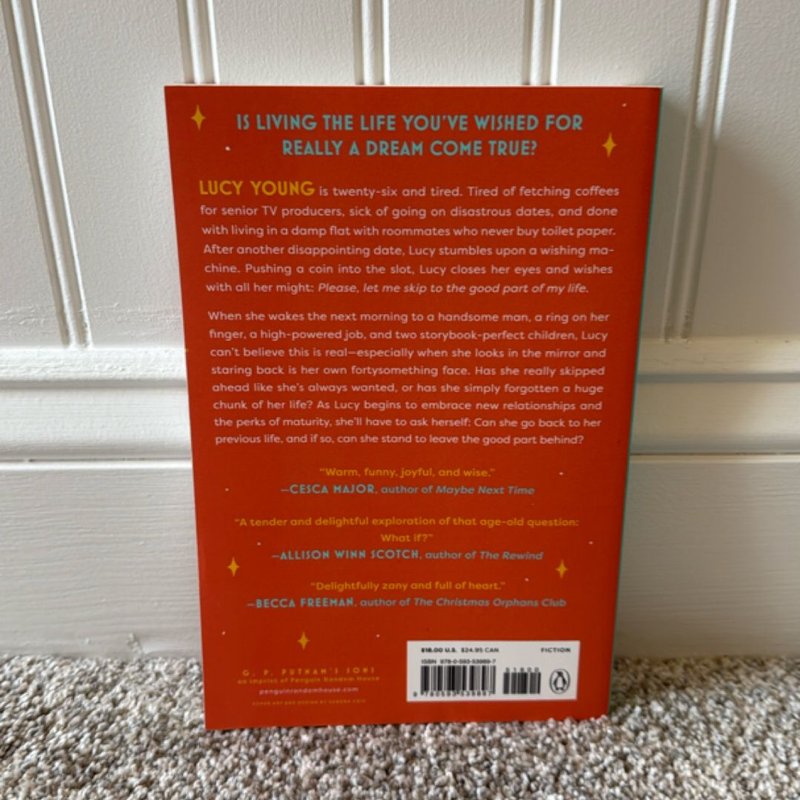 IS LIVING THE LIFE YOU'VE WISHED FOR
REALLY A DREAM COME TRUE?
LUCY YOUNG is twenty-six and tired. Tired of fetching coffees
for senior TV producers, sick of going on disastrous dates, and done
with living in a damp flat with roommates who never buy toilet paper.
After another disappointing date, Lucy stumbles upon a wishing ma-
chine. Pushing a coin into the slot, Lucy closes her eyes and wishes
with all her might: Please, let me skip to the good part of my life.
When she wakes the next morning to a handsome man, a ring on her
finger, a high-powered job, and two storybook-perfect children, Lucy
can't believe this is real—especially when she looks in the mirror and
staring back is her own fortysomething face. Has she really skipped
ahead like she's always wanted, or has she simply forgotten a huge
chunk of her life? As Lucy begins to embrace new relationships and
the perks of maturity, she'll have to ask herself: Can she go back to her
previous life, and if so, can she stand to leave the good part behind?
"Warm, funny, joyful, and wise."
—CESCA MAJOR, author of Maybe Next Time
"A tender and delightful exploration of that age-old question:
What if?"
—ALLISON WINN SCOTCH, author of The Rewind
"Delightfully zany and full of heart."
—BECCA FREEMAN, author of The Christmas Orphans Club
G. P. PUTNAM'S SONS
an imprint of Penguin Random House
penguinrandomhouse.com
$18.00 U.S. $24.95 CAN
FICTION
51800